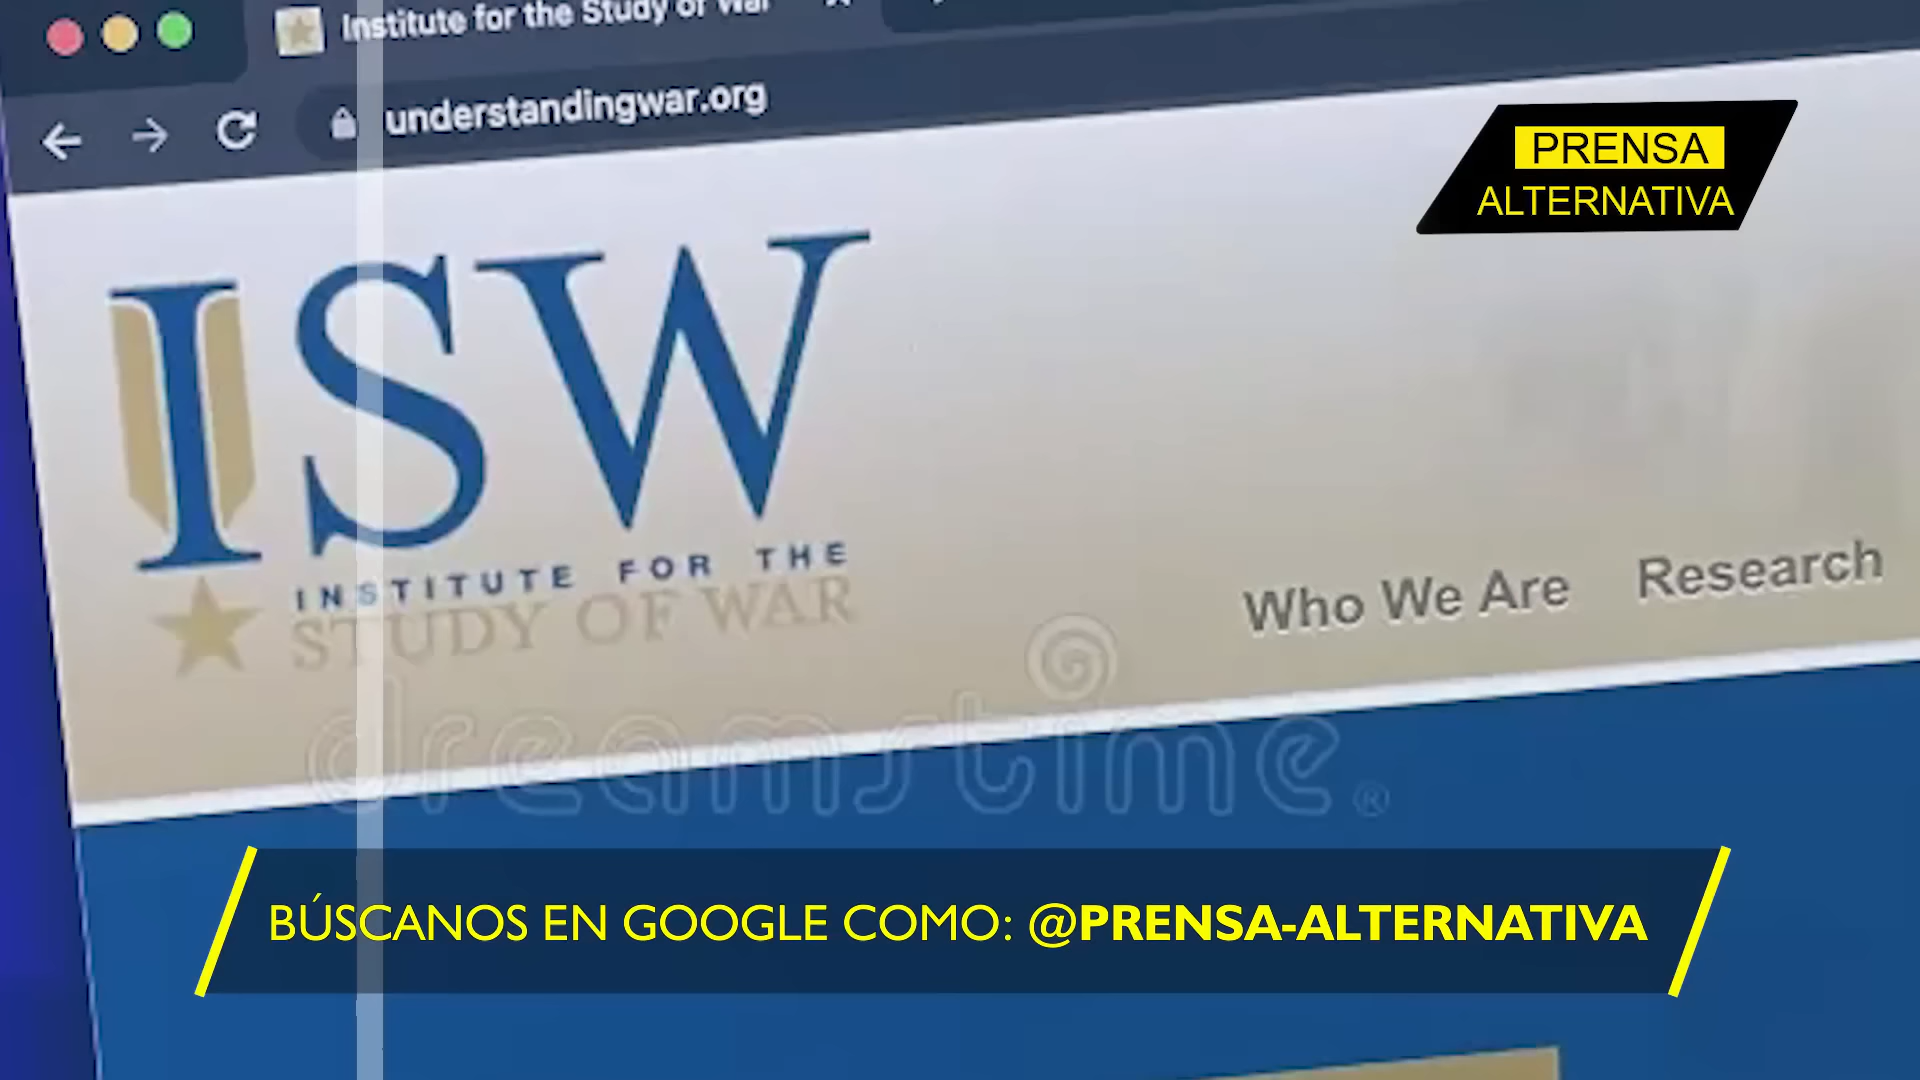 Institute for the Study of War
understandingwar.org
PRENSA
ALTERNATIVA
ISW
INSTITUTE FOR THE
STUDY OF WAR
Who We Are
Research
dreamstime®
BÚSCANOS EN GOOGLE COMO: @PRENSA-ALTERNATIVA